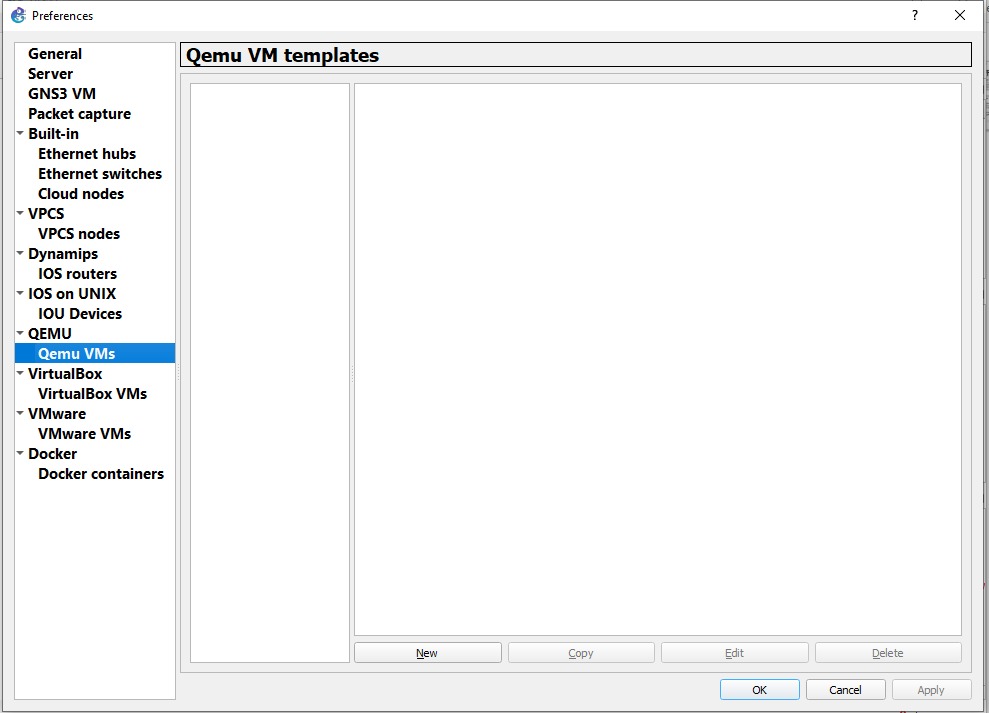 Preferences
?
General
Server
GNS3 VM
Packet capture
Built-in
Ethernet hubs
Ethernet switches
Cloud nodes
VPCS
VPCS nodes
Dynamips
IOS routers
IOS on UNIX
IOU Devices
QEMU
Qemu VMs
VirtualBox
VirtualBox VMs
VMware
VMware VMs
Docker
Docker containers
Qemu VM templates
New
Copy
Edit
Delete
OK
Cancel
Apply